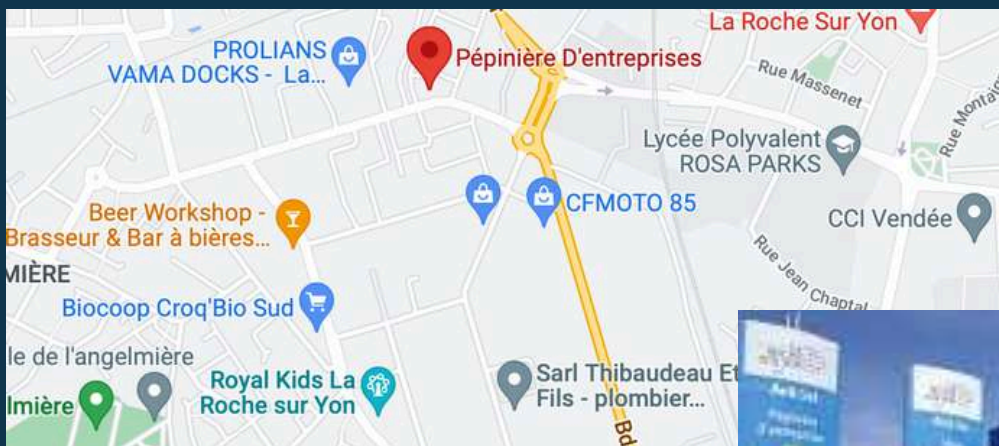 La Roche Sur Yon
PROLIANS
VAMA DOCKS - La...
Pépinière D'entreprises
Rue Massenet
Rue Montaig
Lycée Polyvalent
ROSA PARKS
CFMOTO 85
CCI Vendée
Beer Workshop -
Brasseur & Bar à bières...
MIÈRE
Rue Jean Chaptal
Biocoop Croq'Bio Sud
le de l'angelmière
lmière
Royal Kids La
Roche sur Yon
Sarl Thibaudeau Et
Fils - plombier...
Bd